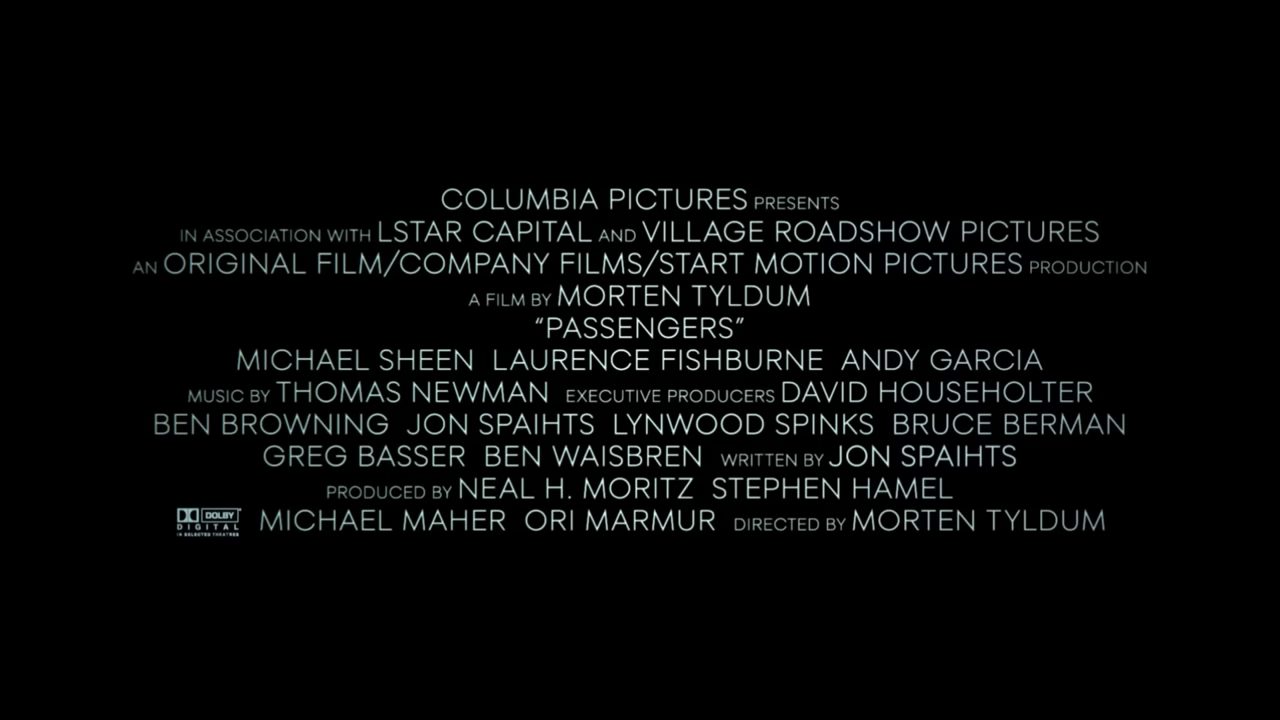 COLUMBIA PICTURES PRESENTS
IN ASSOCIATION WITH LSTAR CAPITAL AND VILLAGE ROADSHOW PICTURES
AN ORIGINAL FILM/COMPANY FILMS/START MOTION PICTURES PRODUCTION
A FILM BY MORTEN TYLDUM
“PASSENGERS”
MICHAEL SHEEN LAURENCE FISHBURNE ANDY GARCIA
MUSIC BY THOMAS NEWMAN EXECUTIVE PRODUCERS DAVID HOUSEHOLTER
BEN BROWNING JON SPAIHTS LYNWOOD SPINKS BRUCE BERMAN
GREG BASSER BEN WAISBREN WRITTEN BY JON SPAIHTS
PRODUCED BY NEAL H. MORITZ STEPHEN HAMEL
DOLBY
DIGITAL
IN SELECTED THEATRES
MICHAEL MAHER ORI MARMUR DIRECTED BY MORTEN TYLDUM